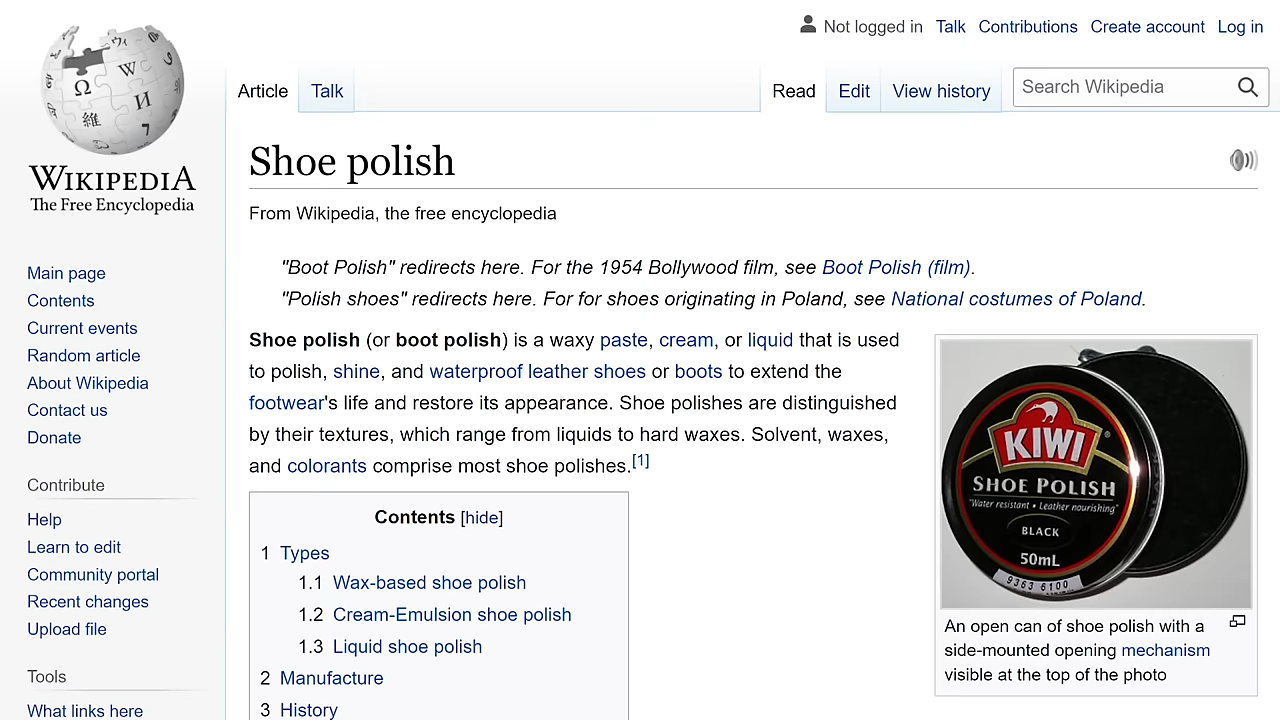 Not logged in Talk Contributions Create account Log in
Article Talk Read Edit View history Search Wikipedia
WIKIPEDIA
The Free Encyclopedia
Main page
Contents
Current events
Random article
About Wikipedia
Contact us
Donate
Contribute
Help
Learn to edit
Community portal
Recent changes
Upload file
Tools
What links here
Shoe polish
From Wikipedia, the free encyclopedia
"Boot Polish" redirects here. For the 1954 Bollywood film, see Boot Polish (film).
"Polish shoes" redirects here. For for shoes originating in Poland, see National costumes of Poland.
Shoe polish (or boot polish) is a waxy paste, cream, or liquid that is used
to polish, shine, and waterproof leather shoes or boots to extend the
footwear's life and restore its appearance. Shoe polishes are distinguished
by their textures, which range from liquids to hard waxes. Solvent, waxes,
and colorants comprise most shoe polishes.[1]
Contents [hide]
1 Types
1.1 Wax-based shoe polish
1.2 Cream-Emulsion shoe polish
1.3 Liquid shoe polish
2 Manufacture
3 History
KIWI
SHOE POLISH
"Water resistant • Leather nourishing"
BLACK
50mL
9363 6100
An open can of shoe polish with a
side-mounted opening mechanism
visible at the top of the photo